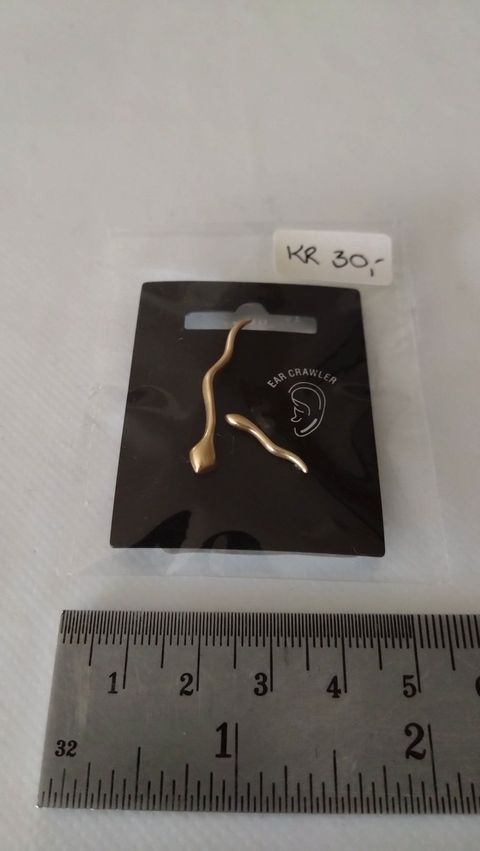 KR 30,-
EAR CRAWLER
1 2 3 4 5
32 1 2